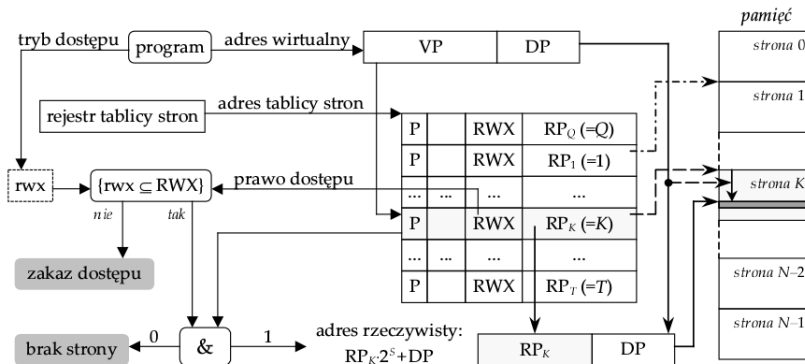 pamięć
tryb dostępu program adres wirtualny VP DP strona 0
rejestr tablicy stron adres tablicy stron strona 1
P RWX RP_Q (=Q)
P RWX RP_1 (=1)
rwx {rwx ⊆ RWX} prawo dostępu ... ... ... ... strona K
nie tak P RWX RP_K (=K)
... ... ... ...
zakaz dostępu RP_T (=T) strona N–2
P RWX
brak strony 0 & 1 adres rzeczywisty: RP_K DP strona N–1
RP_K·2^S+DP